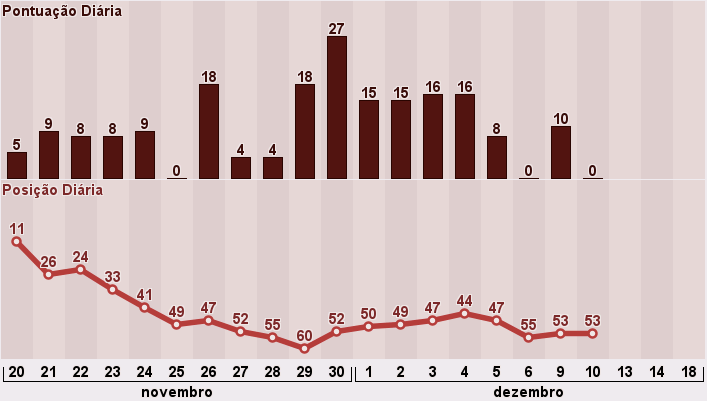 Pontuação Diária
5 9 8 8 9 0 18 4 4 18 27 15 15 16 16 8 0 10 0
Posição Diária
11 26 24 33 41 49 47 52 55 60 52 50 49 47 44 47 55 53 53
20 21 22 23 24 25 26 27 28 29 30 1 2 3 4 5 6 9 10 13 14 18
novembro dezembro